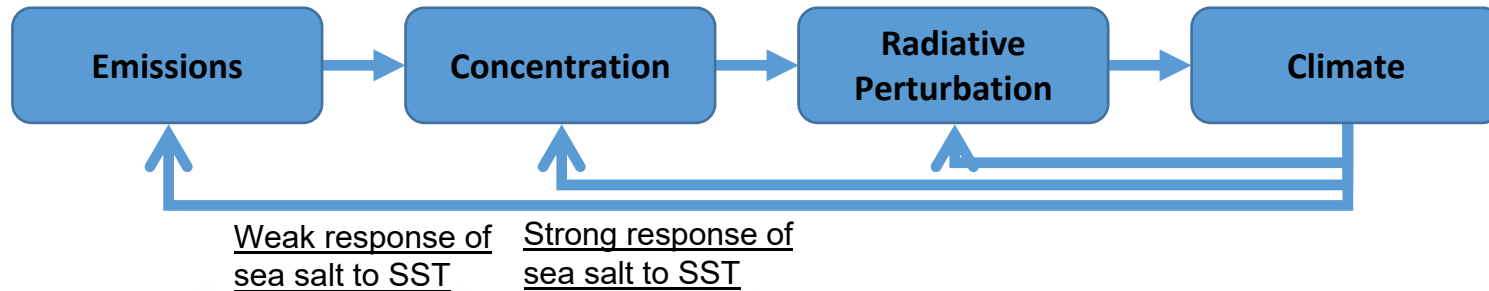 Emissions
Concentration
Radiative
Perturbation
Climate
Weak response of
sea salt to SST
Strong response of
sea salt to SST